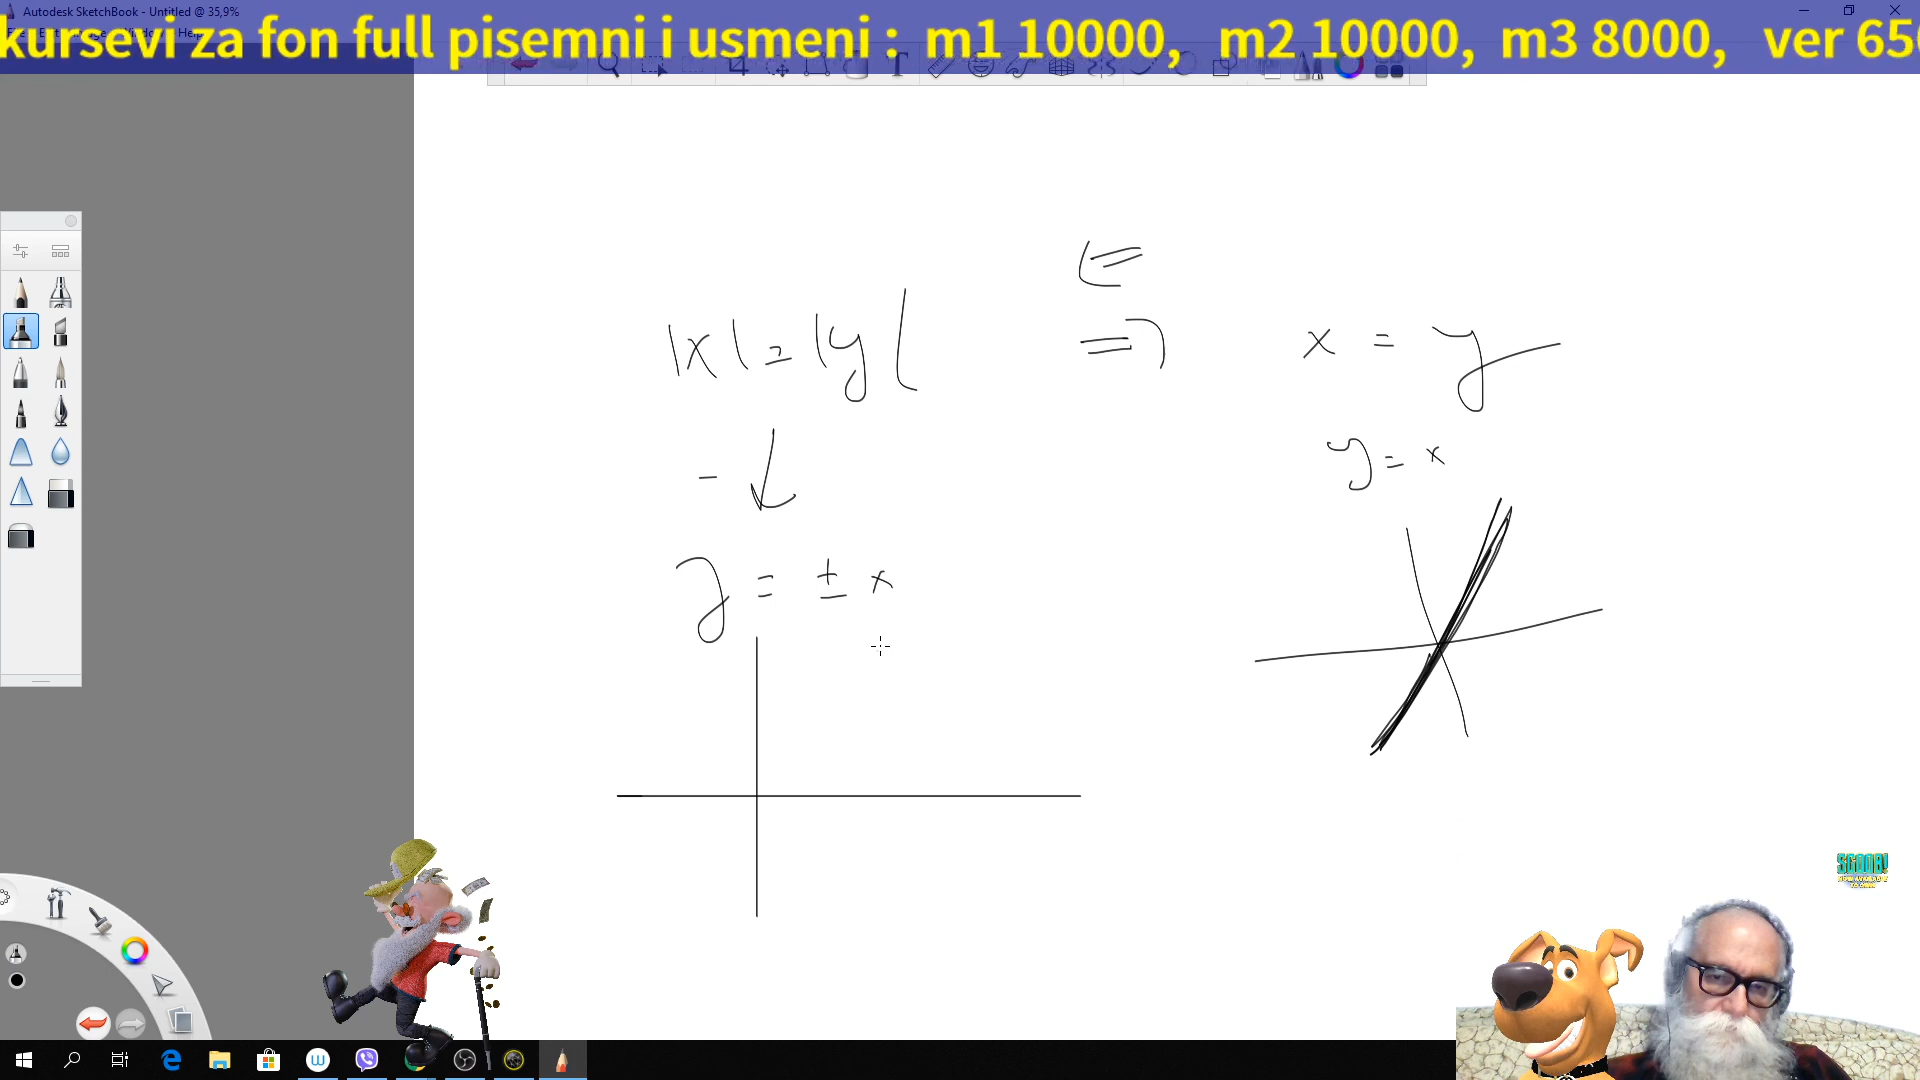 Autodesk SketchBook - Untitled @ 35,9%
kursevi za fon full pisemni i usmeni : m1 10000, m2 10000, m3 8000, ver 65
⇐
|x| = |y| ⇒ x = y
- ↓
y = x
y = ± x
SCOOB!